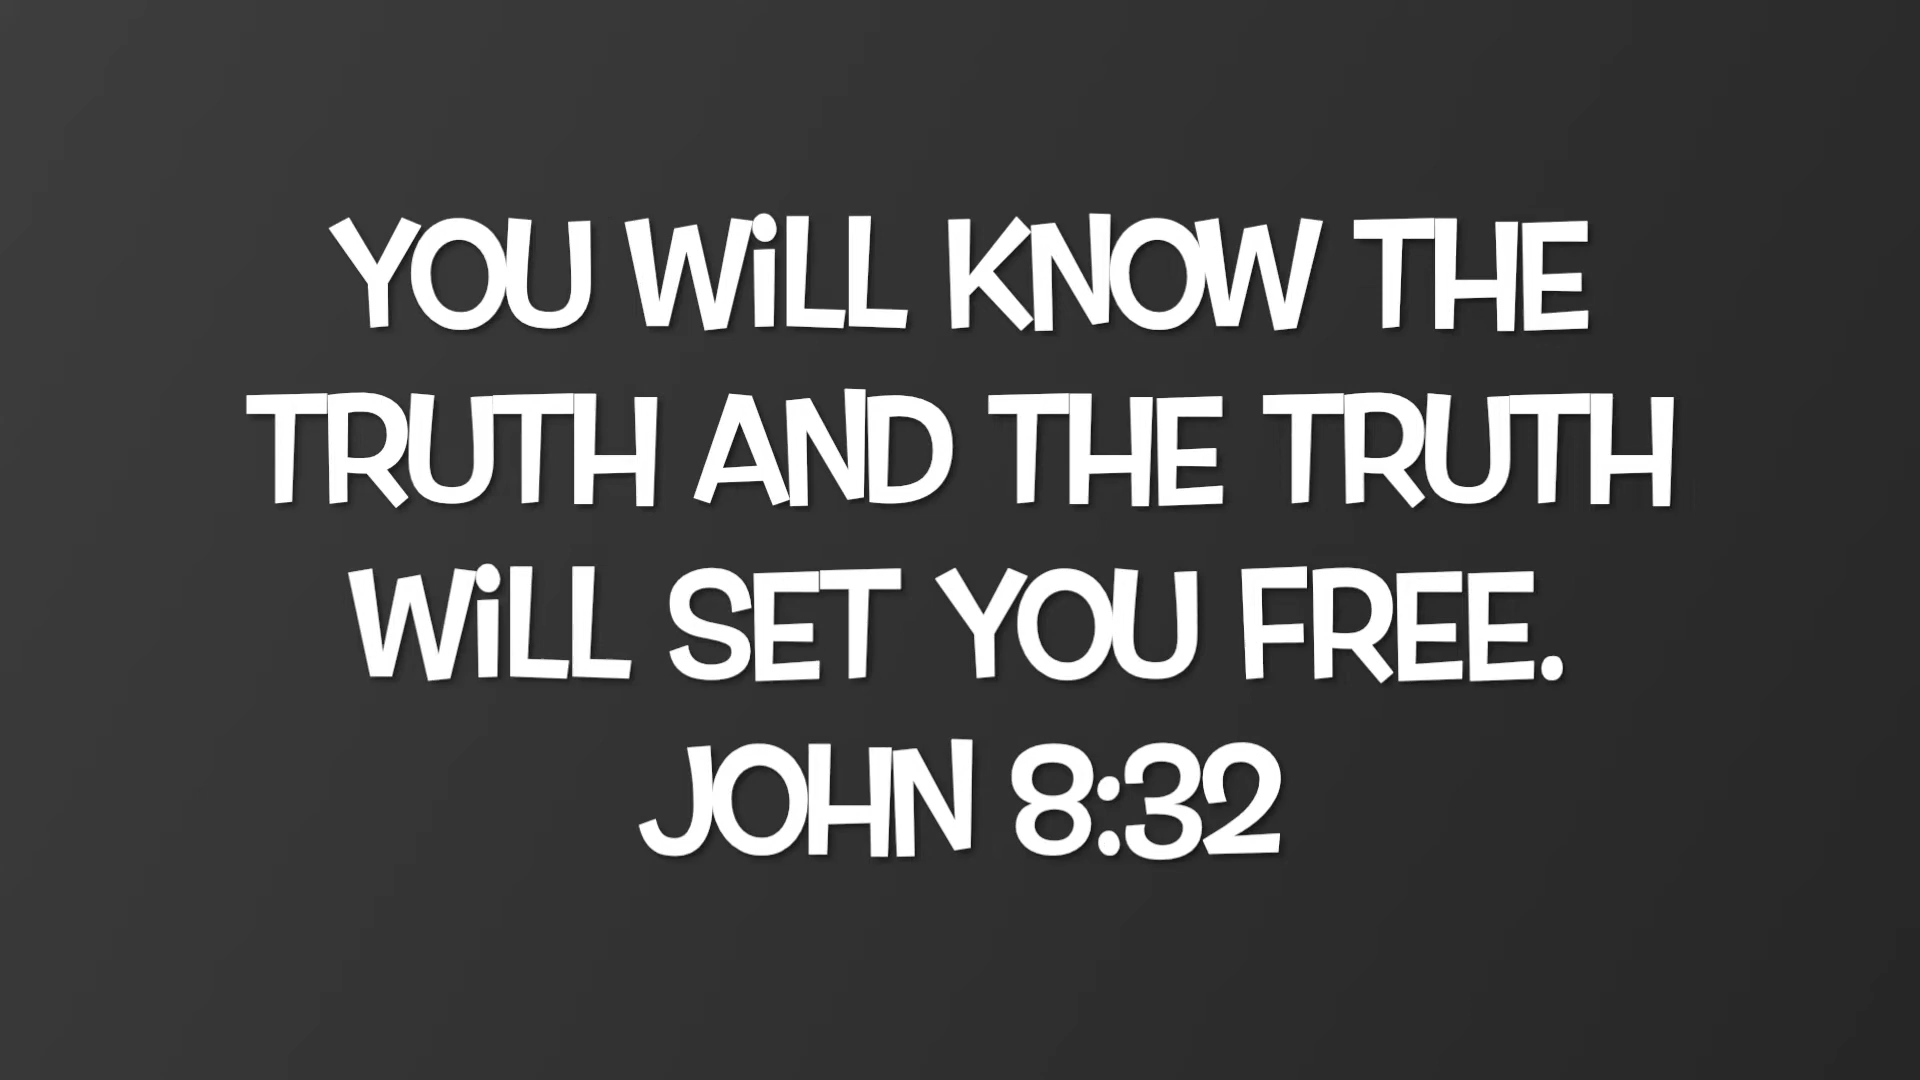 YOU WiLL KNOW THE
TRUTH AND THE TRUTH
WiLL SET YOU FREE.
JOHN 8:32